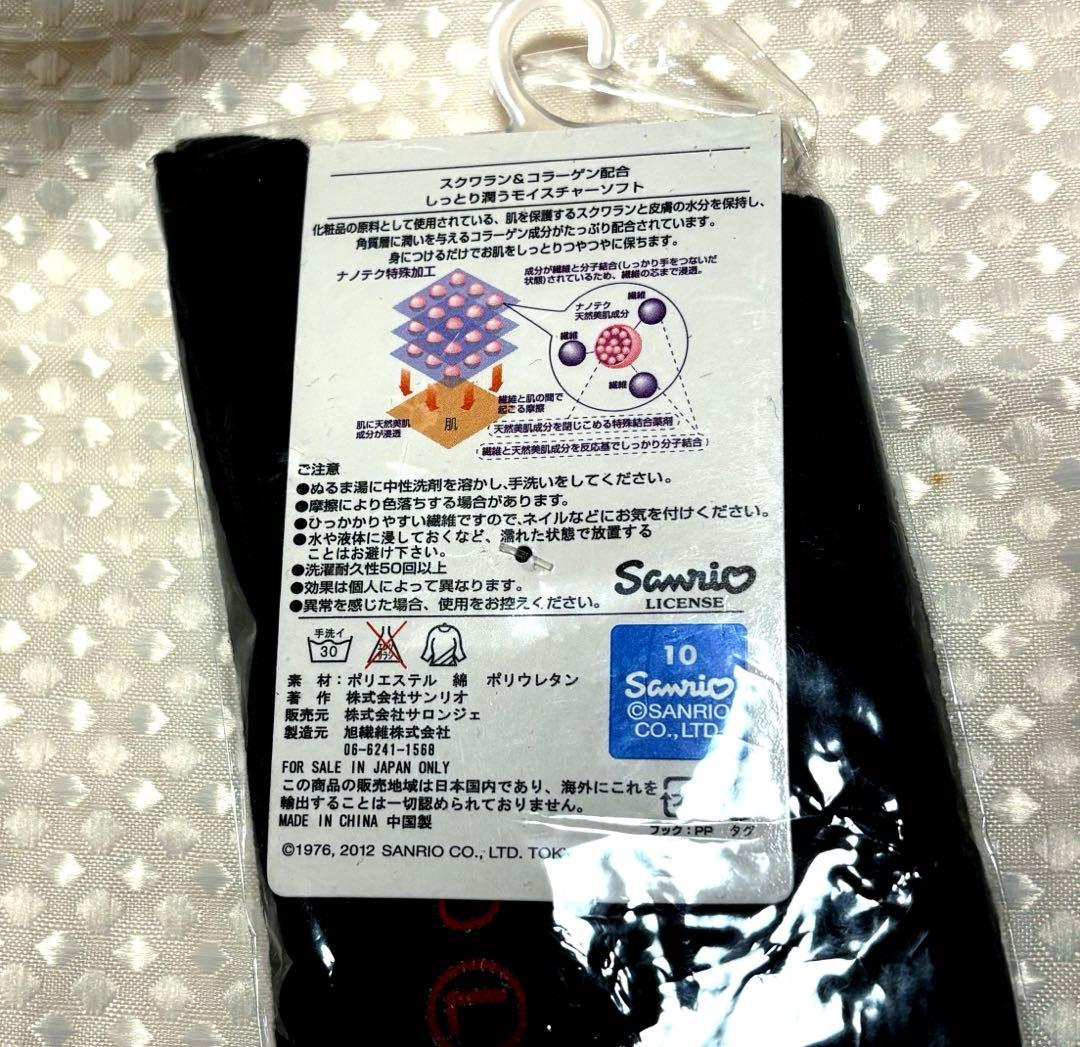 スクワラン&コラーゲン配合
しっとり潤うモイスチャーソフト
化粧品の原料として使用されている、肌を保護するスクワランと皮膚の水分を保持し、
角質層に潤いを与えるコラーゲン成分がたっぷり配合されています。
身につけるだけでお肌をしっとりつやつやに保ちます。
ナノテク特殊加工
成分が繊維と分子結合(しっかり手をつないだ
状態)されているため、繊維の芯まで浸透。
繊維
ナノテク
天然美肌成分
繊維
繊維
繊維と肌の間で
起こる摩擦
肌に天然美肌
成分が浸透
肌
天然美肌成分を閉じこめる特殊結合薬剤
繊維と天然美肌成分を反応基でしっかり分子結合
ご注意
●ぬるま湯に中性洗剤を溶かし、手洗いをしてください。
●摩擦により色落ちする場合があります。
●ひっかかりやすい繊維ですので、ネイルなどにお気を付けください。
●水や液体に浸しておくなど、濡れた状態で放置する
ことはお避け下さい。
●洗濯耐久性50回以上
●効果は個人によって異なります。
●異常を感じた場合、使用をお控えください。
Sanrio
LICENSE
手洗イ
30
エンソ
サラシ
10
Sanrio
©SANRIO
CO.,LTD
素 材:ポリエステル 綿 ポリウレタン
著 作 株式会社サンリオ
販売元 株式会社サロンジェ
製造元 旭繊維株式会社
06-6241-1568
FOR SALE IN JAPAN ONLY
この商品の販売地域は日本国内であり、海外にこれを
輸出することは一切認められておりません。
MADE IN CHINA 中国製
フック:PP タグ
©1976, 2012 SANRIO CO., LTD. TOK
L